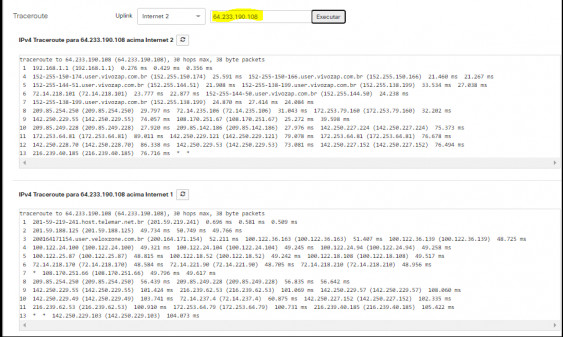 Traceroute Uplink Internet 2 64.233.190.108 Executar
IPv4 Traceroute para 64.233.190.108 acima Internet 2
traceroute to 64.233.190.108 (64.233.190.108), 30 hops max, 38 byte packets
1 192.168.1.1 (192.168.1.1) 0.276 ms 0.429 ms 0.356 ms
4 152-255-150-174.user.vivozap.com.br (152.255.150.174) 25.591 ms 152-255-150-166.user.vivozap.com.br (152.255.150.166) 21.460 ms 21.267 ms
5 152-255-144-51.user.vivozap.com.br (152.255.144.51) 21.988 ms 152-255-138-199.user.vivozap.com.br (152.255.138.199) 33.534 ms 27.038 ms
6 72.14.218.101 (72.14.218.101) 23.777 ms 22.877 ms 152-255-144-50.user.vivozap.com.br (152.255.144.50) 24.238 ms
7 152-255-138-199.user.vivozap.com.br (152.255.138.199) 24.870 ms 27.414 ms 24.084 ms
8 209.85.254.250 (209.85.254.250) 29.797 ms 72.14.235.106 (72.14.235.106) 31.043 ms 172.253.79.160 (172.253.79.160) 32.202 ms
9 142.250.229.55 (142.250.229.55) 74.057 ms 108.170.251.67 (108.170.251.67) 25.272 ms 39.598 ms
10 209.85.249.228 (209.85.249.228) 27.920 ms 209.85.142.186 (209.85.142.186) 27.976 ms 142.250.227.224 (142.250.227.224) 75.373 ms
11 172.253.64.81 (172.253.64.81) 89.011 ms 142.250.229.121 (142.250.229.121) 79.078 ms 172.253.64.81 (172.253.64.81) 76.678 ms
12 142.250.228.70 (142.250.228.70) 86.338 ms 142.250.229.53 (142.250.229.53) 73.081 ms 142.250.227.152 (142.250.227.152) 76.494 ms
13 216.239.40.185 (216.239.40.185) 76.716 ms * *
IPv4 Traceroute para 64.233.190.108 acima Internet 1
traceroute to 64.233.190.108 (64.233.190.108), 30 hops max, 38 byte packets
1 201-59-219-241.host.telemar.net.br (201.59.219.241) 0.696 ms 0.581 ms 0.509 ms
2 201.59.188.125 (201.59.188.125) 49.734 ms 50.749 ms 49.766 ms
3 200164171154.user.veloxzone.com.br (200.164.171.154) 52.211 ms 100.122.36.163 (100.122.36.163) 51.407 ms 100.122.36.139 (100.122.36.139) 48.725 ms
4 100.122.24.100 (100.122.24.100) 49.321 ms 100.122.24.104 (100.122.24.104) 49.245 ms 100.122.24.94 (100.122.24.94) 49.258 ms
5 100.122.25.87 (100.122.25.87) 48.815 ms 100.122.18.52 (100.122.18.52) 49.242 ms 100.122.18.108 (100.122.18.108) 49.517 ms
6 72.14.218.170 (72.14.218.170) 48.504 ms 72.14.221.90 (72.14.221.90) 48.705 ms 72.14.218.210 (72.14.218.210) 48.956 ms
7 * 108.170.251.66 (108.170.251.66) 49.796 ms 49.617 ms
8 209.85.254.250 (209.85.254.250) 56.439 ms 209.85.249.228 (209.85.249.228) 56.835 ms 56.642 ms
9 142.250.229.55 (142.250.229.55) 101.424 ms 216.239.62.53 (216.239.62.53) 101.069 ms 142.250.229.57 (142.250.229.57) 108.060 ms
10 142.250.229.49 (142.250.229.49) 103.741 ms 72.14.237.4 (72.14.237.4) 60.875 ms 142.250.227.152 (142.250.227.152) 102.335 ms
11 216.239.62.53 (216.239.62.53) 100.910 ms 172.253.64.79 (172.253.64.79) 100.731 ms 216.239.40.185 (216.239.40.185) 105.422 ms
13 * * 142.250.229.103 (142.250.229.103) 104.073 ms